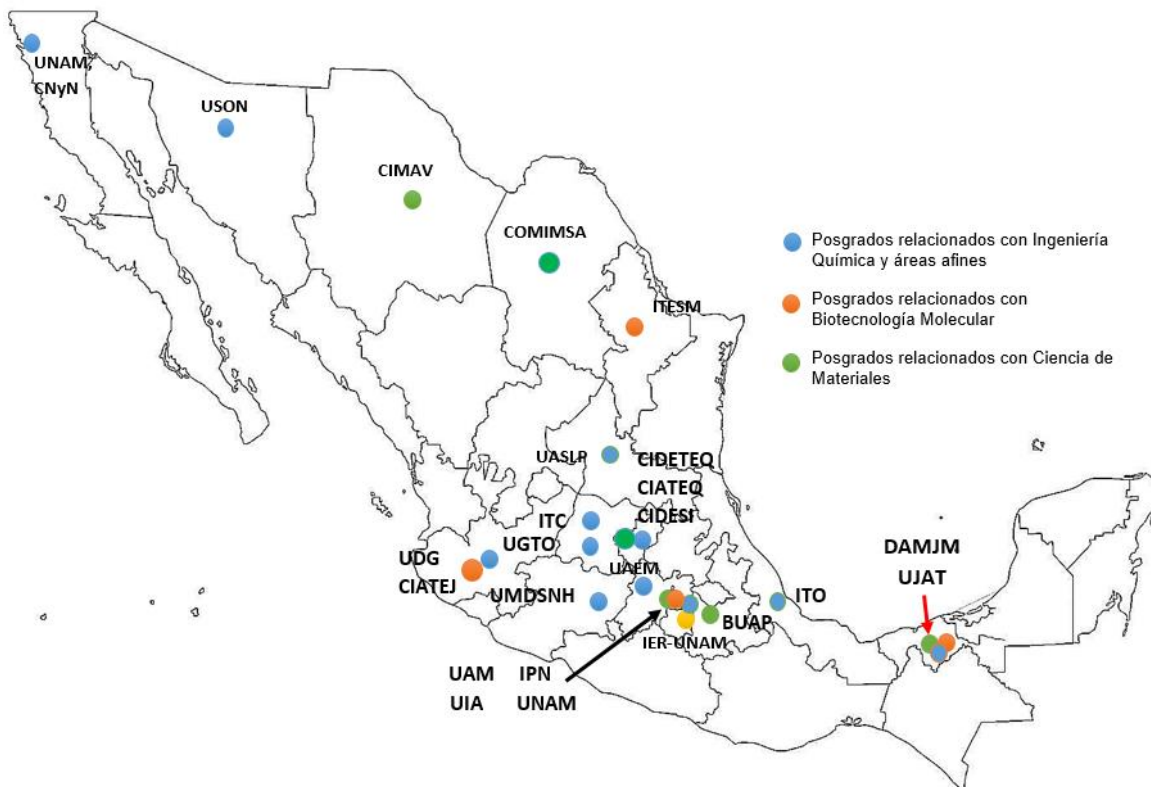 UNAM,
CNyN
USON
CIMAV
COMIMSA
ITESM
Posgrados relacionados con Ingeniería
Química y áreas afines
Posgrados relacionados con
Biotecnología Molecular
Posgrados relacionados con Ciencia de
Materiales
UASLP
CIDETEQ
CIATEQ
CIDESI
ITC
UGTO
UDG
CIATEJ
UAEM
UMDSNH
DAMJM
UJAT
ITO
BUAP
IER-UNAM
UAM IPN
UIA UNAM